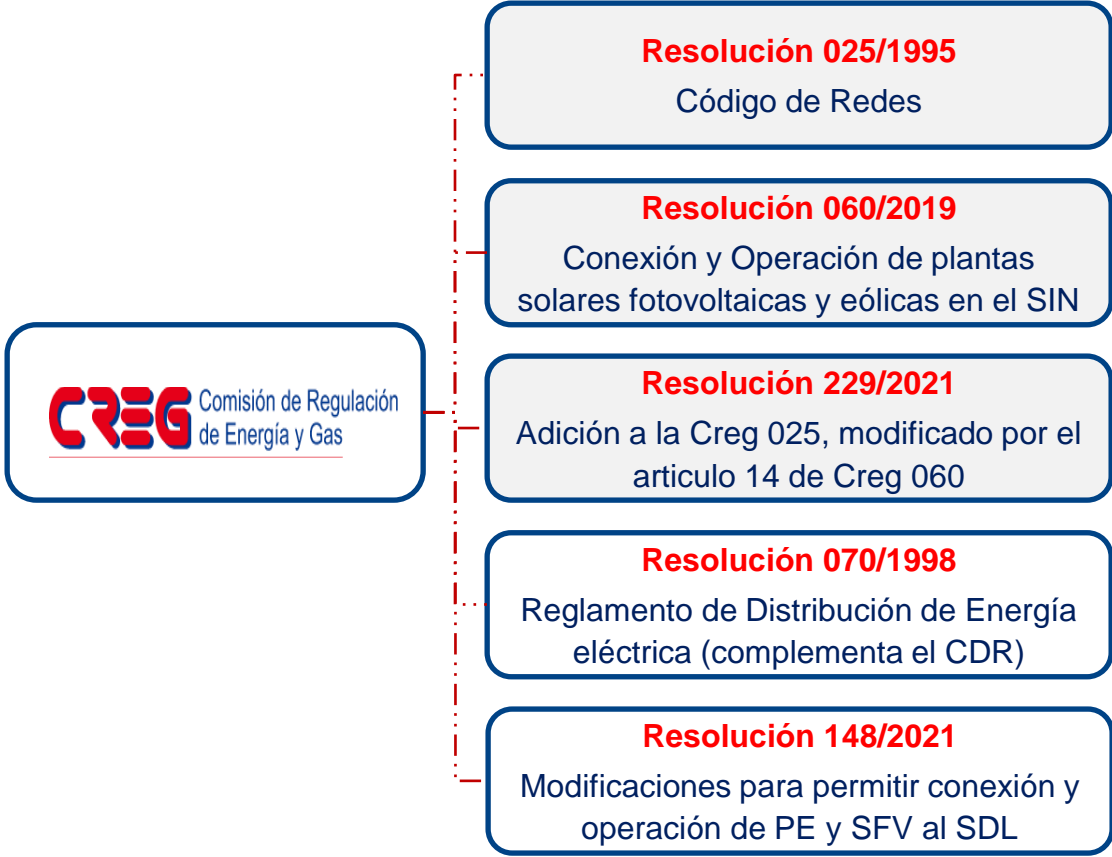 Resolución 025/1995
Código de Redes
Resolución 060/2019
Conexión y Operación de plantas
solares fotovoltaicas y eólicas en el SIN
CREG Comisión de Regulación
de Energía y Gas
Resolución 229/2021
Adición a la Creg 025, modificado por el
articulo 14 de Creg 060
Resolución 070/1998
Reglamento de Distribución de Energía
eléctrica (complementa el CDR)
Resolución 148/2021
Modificaciones para permitir conexión y
operación de PE y SFV al SDL